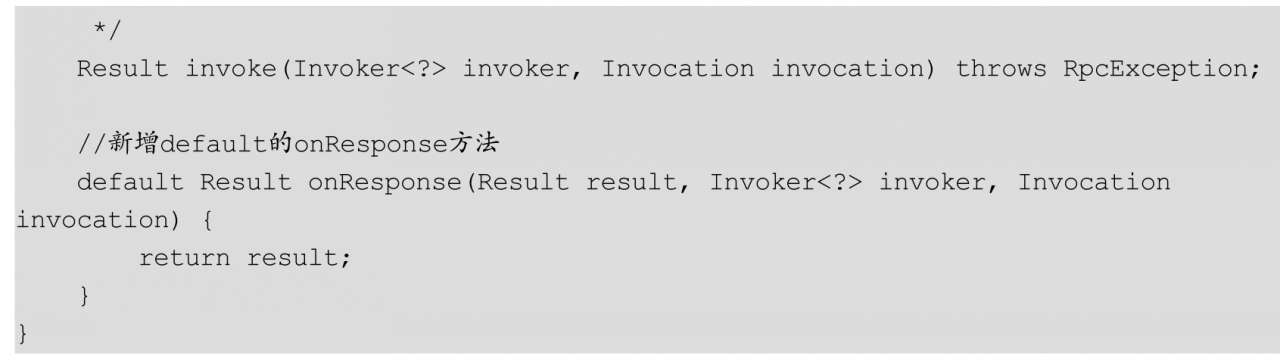 */
    Result invoke(Invoker<?> invoker, Invocation invocation) throws RpcException;

    //新增default的onResponse方法
    default Result onResponse(Result result, Invoker<?> invoker, Invocation
invocation) {
        return result;
    }
}